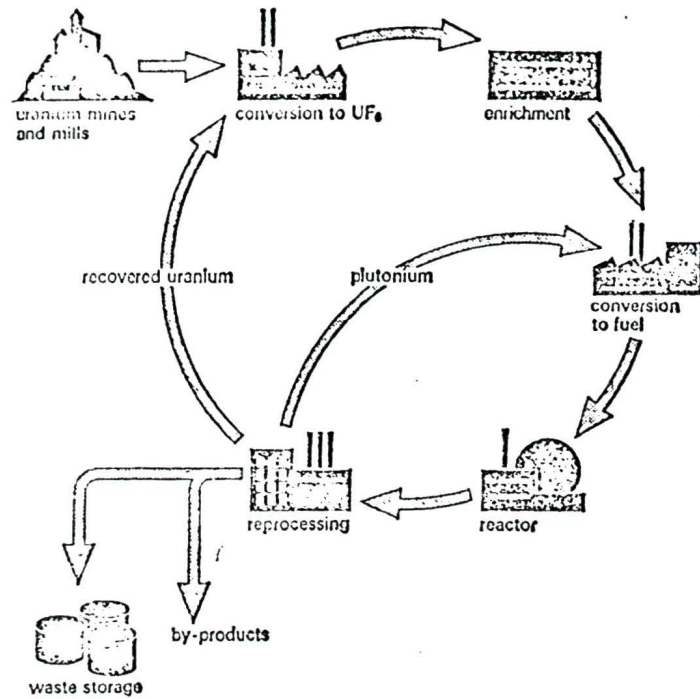 uranium mines
and mills
conversion to UF₆
enrichment
recovered uranium
plutonium
conversion
to fuel
reprocessing
reactor
by-products
waste storage